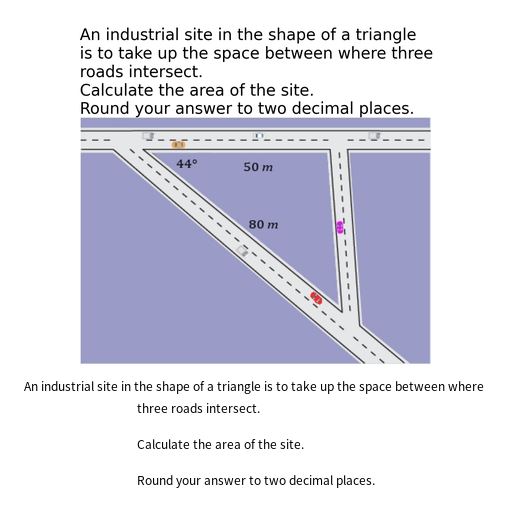 An industrial site in the shape of a triangle
is to take up the space between where three
roads intersect.
Calculate the area of the site.
Round your answer to two decimal places.
44°
50 m
80 m
An industrial site in the shape of a triangle is to take up the space between where
three roads intersect.
Calculate the area of the site.
Round your answer to two decimal places.